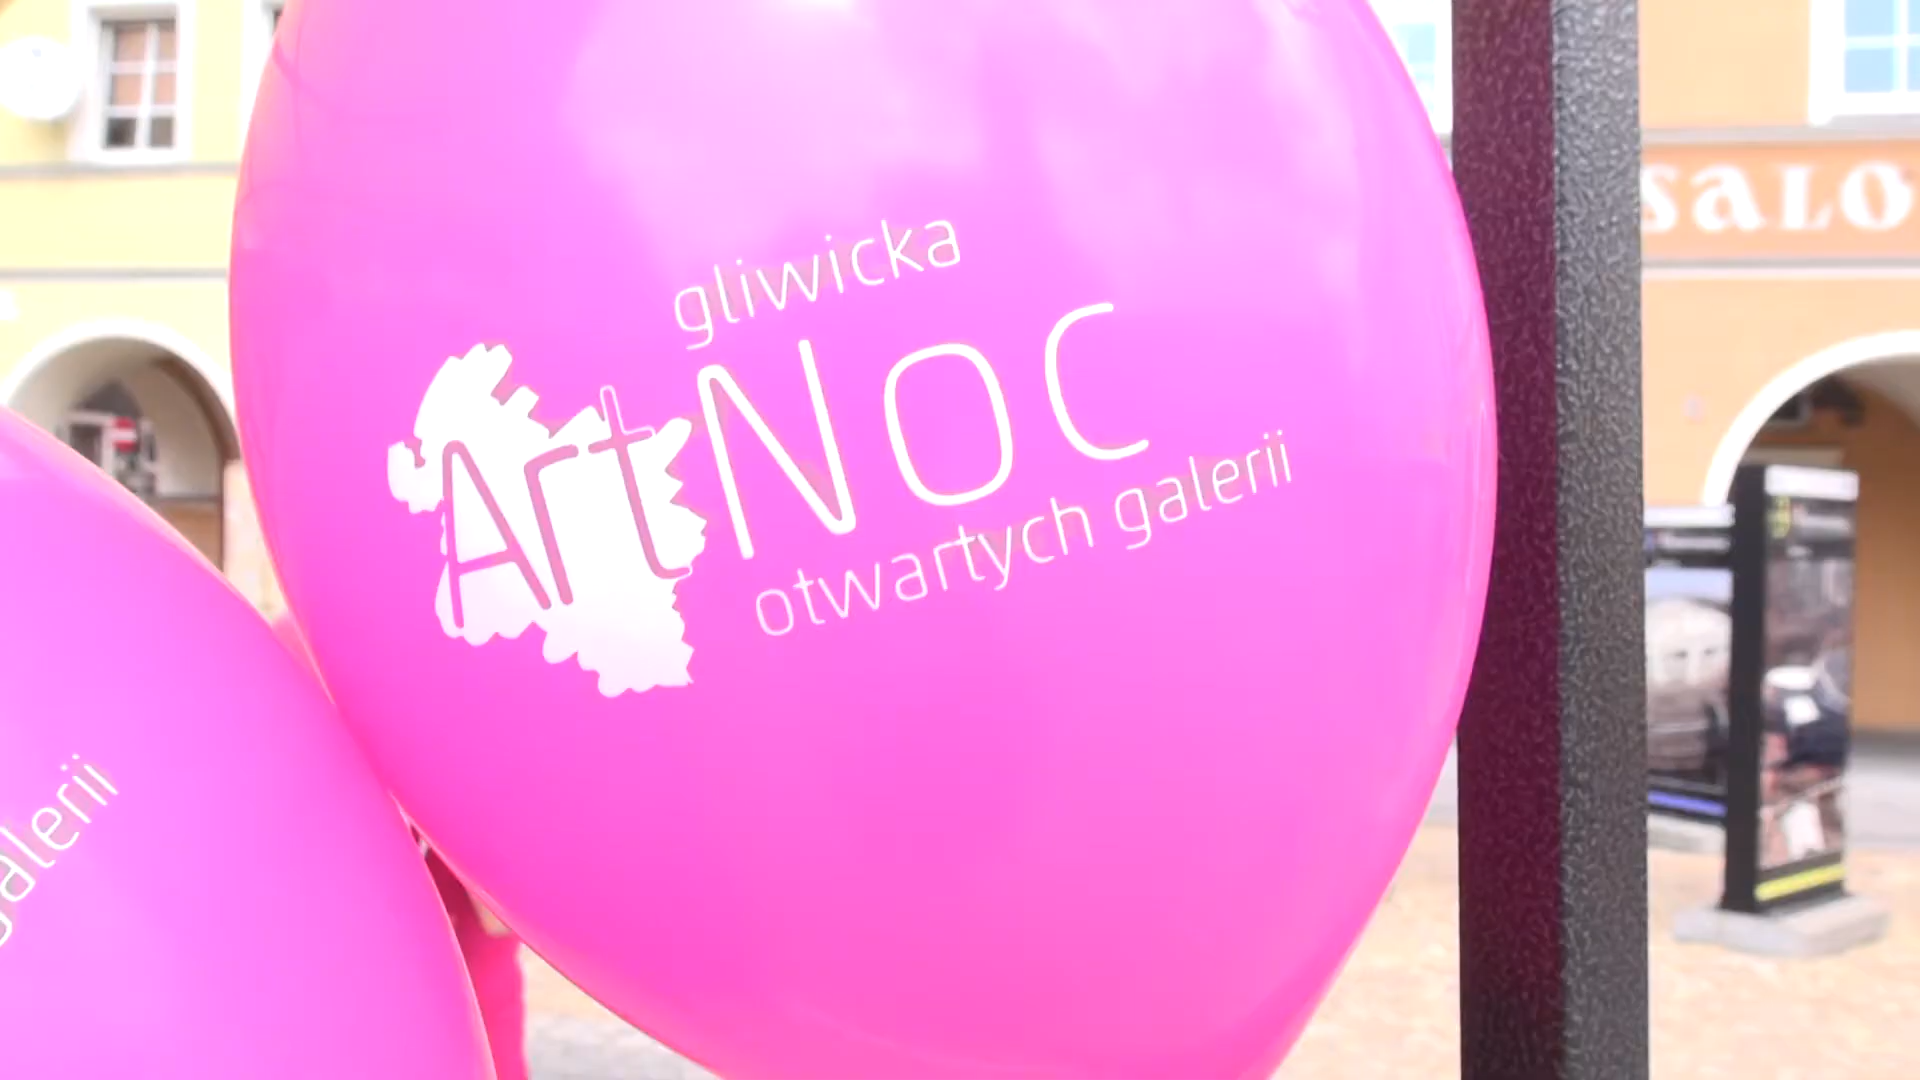 gliwicka
ArtNoc
otwartych galerii
galerii
SALO